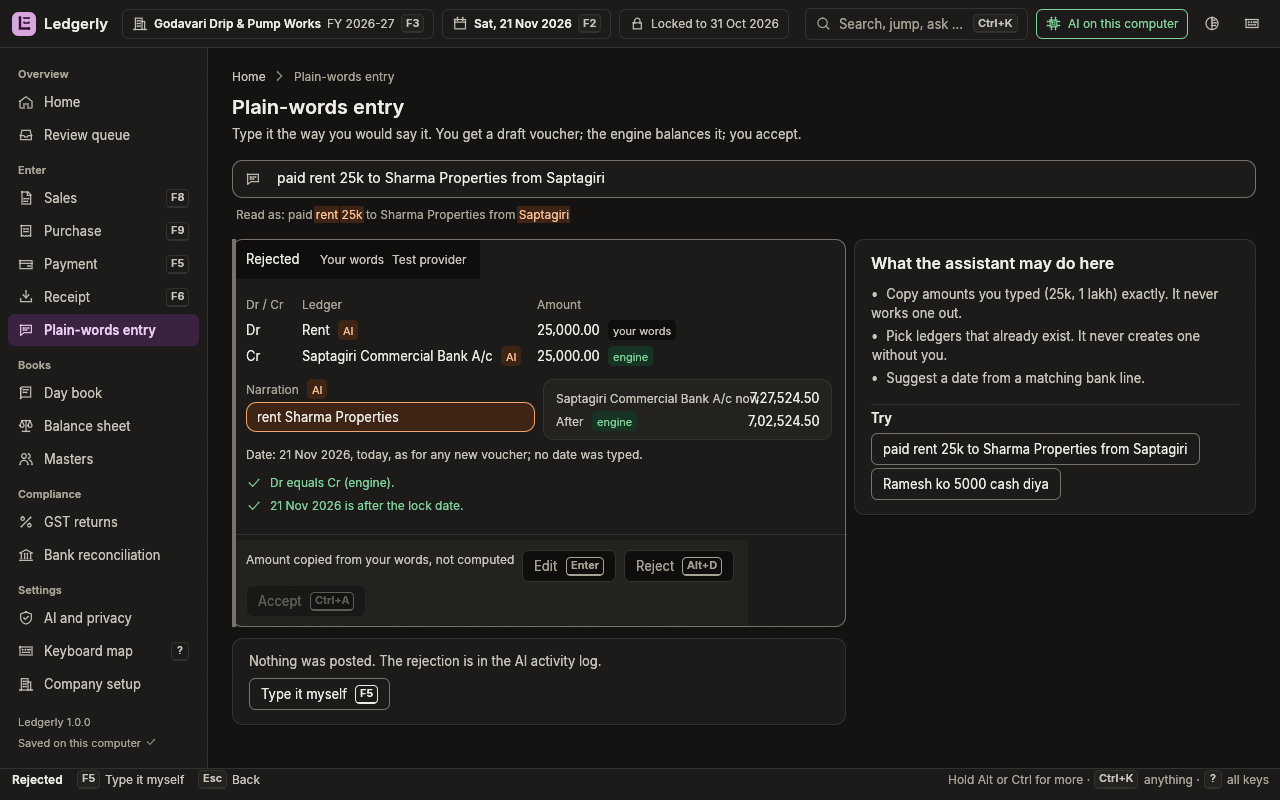 Ledgerly
Godavari Drip & Pump Works FY 2026-27 F3
Sat, 21 Nov 2026 F2
Locked to 31 Oct 2026
Search, jump, ask ... Ctrl+K
AI on this computer
Overview
Home
Review queue
Enter
Sales F8
Purchase F9
Payment F5
Receipt F6
Plain-words entry
Books
Day book
Balance sheet
Masters
Compliance
GST returns
Bank reconciliation
Settings
AI and privacy
Keyboard map ?
Company setup
Ledgerly 1.0.0
Saved on this computer
Home Plain-words entry
Plain-words entry
Type it the way you would say it. You get a draft voucher; the engine balances it; you accept.
paid rent 25k to Sharma Properties from Saptagiri
Read as: paid rent 25k to Sharma Properties from Saptagiri
Rejected Your words Test provider
Dr / Cr Ledger Amount
Dr Rent AI 25,000.00 your words
Cr Saptagiri Commercial Bank A/c AI 25,000.00 engine
Narration AI
rent Sharma Properties
Saptagiri Commercial Bank A/c now 7,27,524.50
After engine 7,02,524.50
Date: 21 Nov 2026, today, as for any new voucher; no date was typed.
Dr equals Cr (engine).
21 Nov 2026 is after the lock date.
Amount copied from your words, not computed
Edit Enter Reject Alt+D
Accept Ctrl+A
Nothing was posted. The rejection is in the AI activity log.
Type it myself F5
What the assistant may do here
• Copy amounts you typed (25k, 1 lakh) exactly. It never
works one out.
• Pick ledgers that already exist. It never creates one
without you.
• Suggest a date from a matching bank line.
Try
paid rent 25k to Sharma Properties from Saptagiri
Ramesh ko 5000 cash diya
Rejected F5 Type it myself Esc Back
Hold Alt or Ctrl for more · Ctrl+K anything · ? all keys